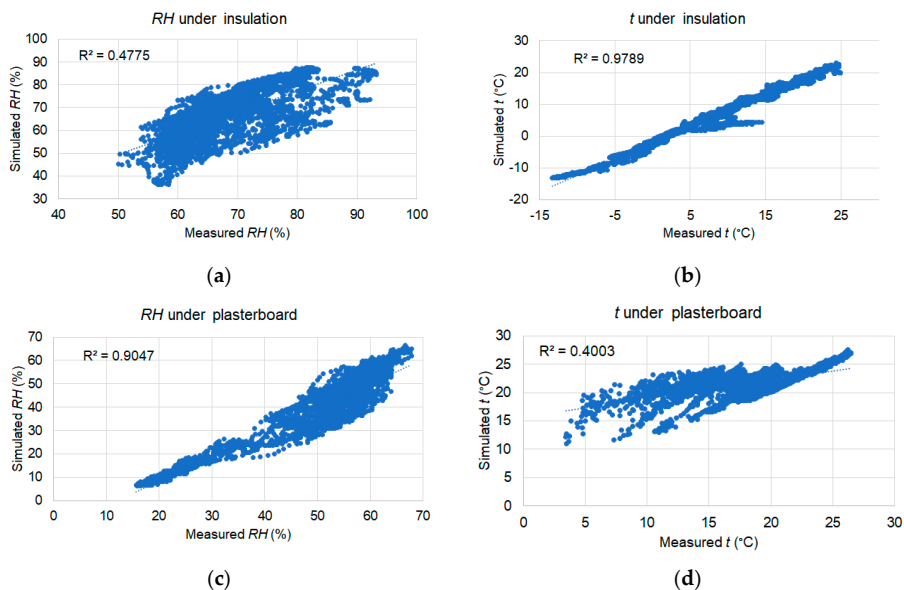 RH under insulation
R² = 0.4775
Simulated RH (%)
100
90
80
70
60
50
40
30
40 50 60 70 80 90 100
Measured RH (%)
(a)
t under insulation
R² = 0.9789
Simulated t (°C)
30
20
10
0
-10
-20
-15 -5 5 15 25
Measured t (°C)
(b)
RH under plasterboard
R² = 0.9047
Simulated RH (%)
70
60
50
40
30
20
10
0
0 10 20 30 40 50 60 70
Measured RH (%)
(c)
t under plasterboard
R² = 0.4003
Simulated t (°C)
30
25
20
15
10
5
0
0 5 10 15 20 25 30
Measured t (°C)
(d)